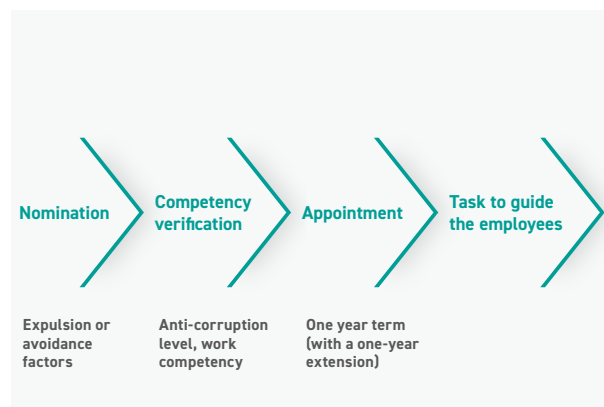 Nomination
Competency
verification
Appointment
Task to guide
the employees
Expulsion or
avoidance
factors
Anti-corruption
level, work
competency
One year term
(with a one-year
extension)